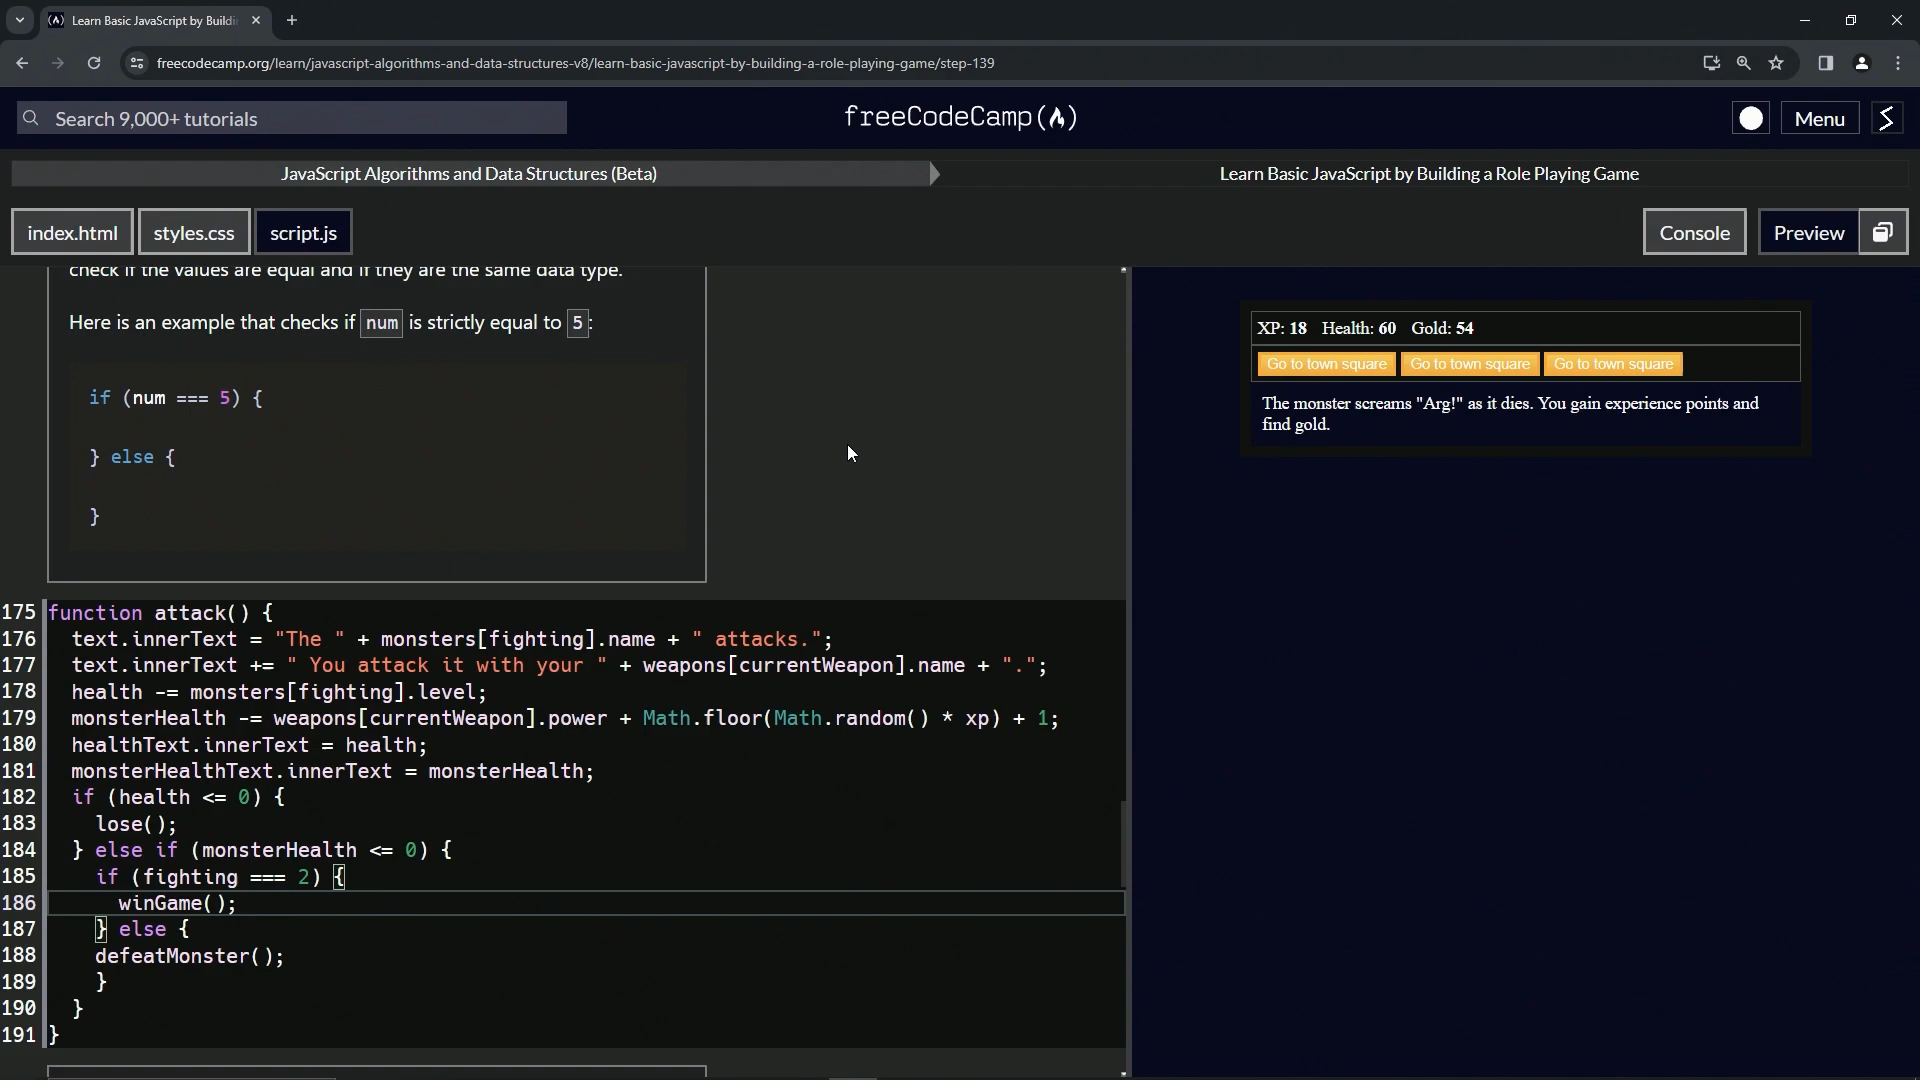 Learn Basic JavaScript by Buildi
freecodecamp.org/learn/javascript-algorithms-and-data-structures-v8/learn-basic-javascript-by-building-a-role-playing-game/step-139
Search 9,000+ tutorials
freeCodeCamp(🔥)
Menu
JavaScript Algorithms and Data Structures (Beta)
Learn Basic JavaScript by Building a Role Playing Game
index.html
styles.css
script.js
Console
Preview
check if the values are equal and if they are the same data type.
Here is an example that checks if num is strictly equal to 5:
if (num === 5) {
} else {
}
175 function attack() {
176 text.innerText = "The " + monsters[fighting].name + " attacks.";
177 text.innerText += " You attack it with your " + weapons[currentWeapon].name + ".";
178 health -= monsters[fighting].level;
179 monsterHealth -= weapons[currentWeapon].power + Math.floor(Math.random() * xp) + 1;
180 healthText.innerText = health;
181 monsterHealthText.innerText = monsterHealth;
182 if (health <= 0) {
183 lose();
184 } else if (monsterHealth <= 0) {
185 if (fighting === 2) {
186 winGame();
187 } else {
188 defeatMonster();
189 }
190 }
191 }
XP: 18 Health: 60 Gold: 54
Go to town square Go to town square Go to town square
The monster screams "Arg!" as it dies. You gain experience points and
find gold.